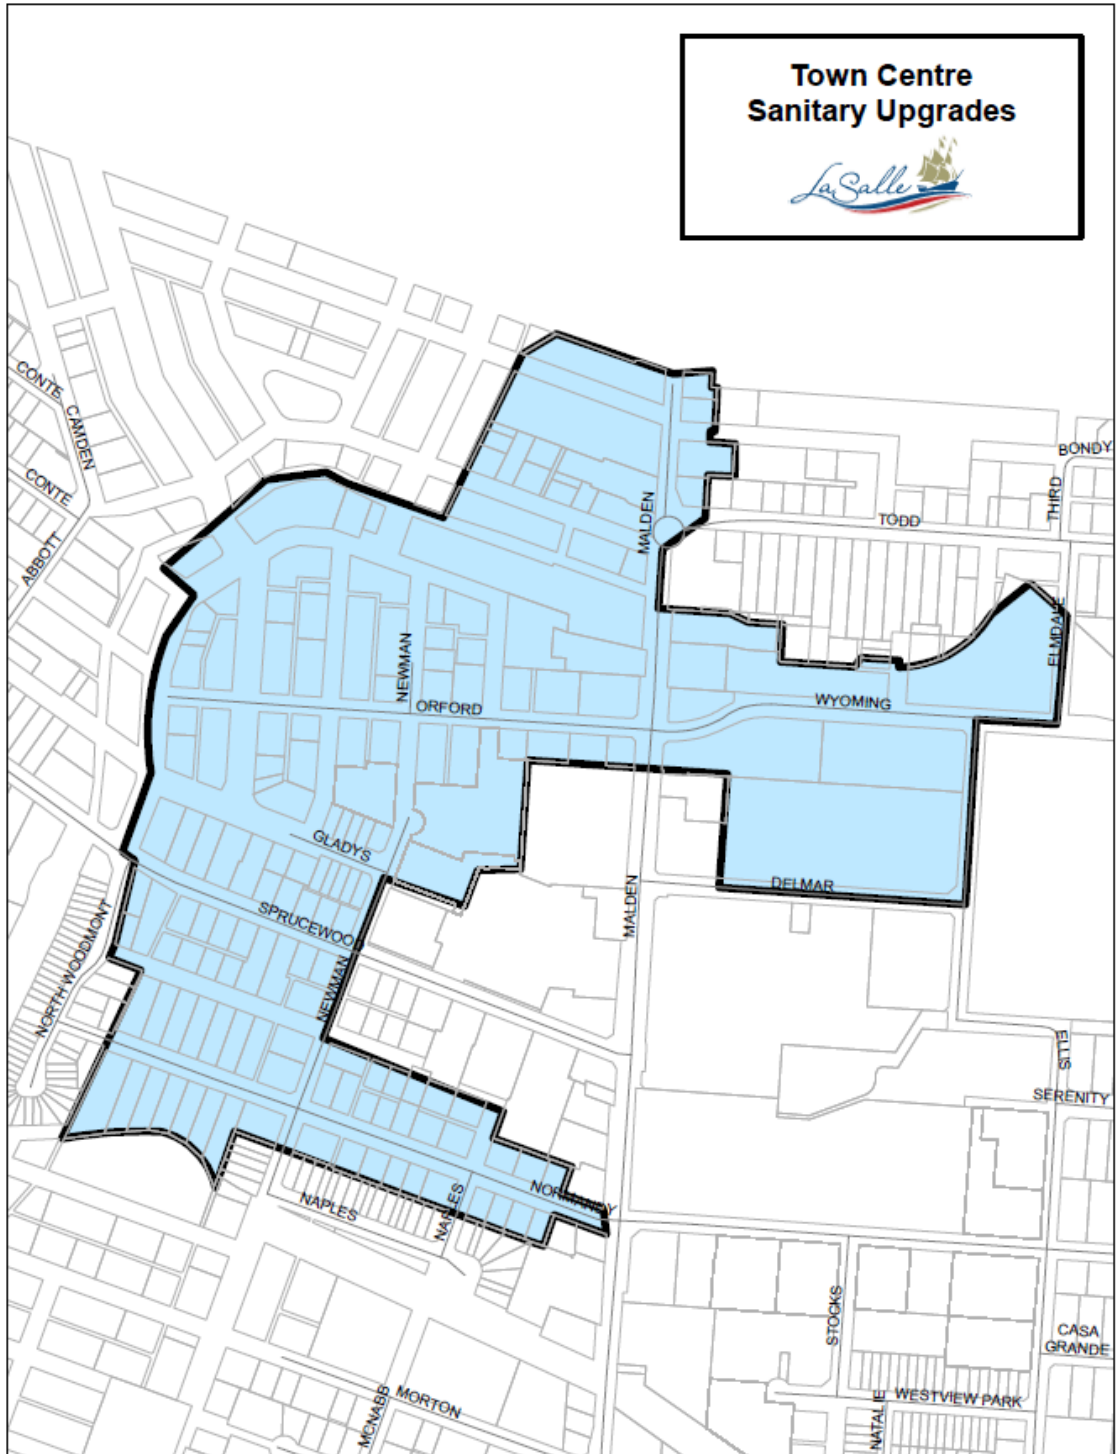 Town Centre
Sanitary Upgrades
LaSalle
CONTE
CAMDEN
BONDY
CONTE
THIRD
MALDEN
TODD
ABBOTT
ELMDALE
NEWMAN
WYOMING
ORFORD
GLADYS
DELMAR
MALDEN
SPRUCEWOOD
NORTH WOODMONT
NEWMAN
ELLIS
SERENITY
NORMANDY
NAPLES
NAPLES
STOCKS
CASA
GRANDE
MORTON
WESTVIEW PARK
MCNABB
NATALIE